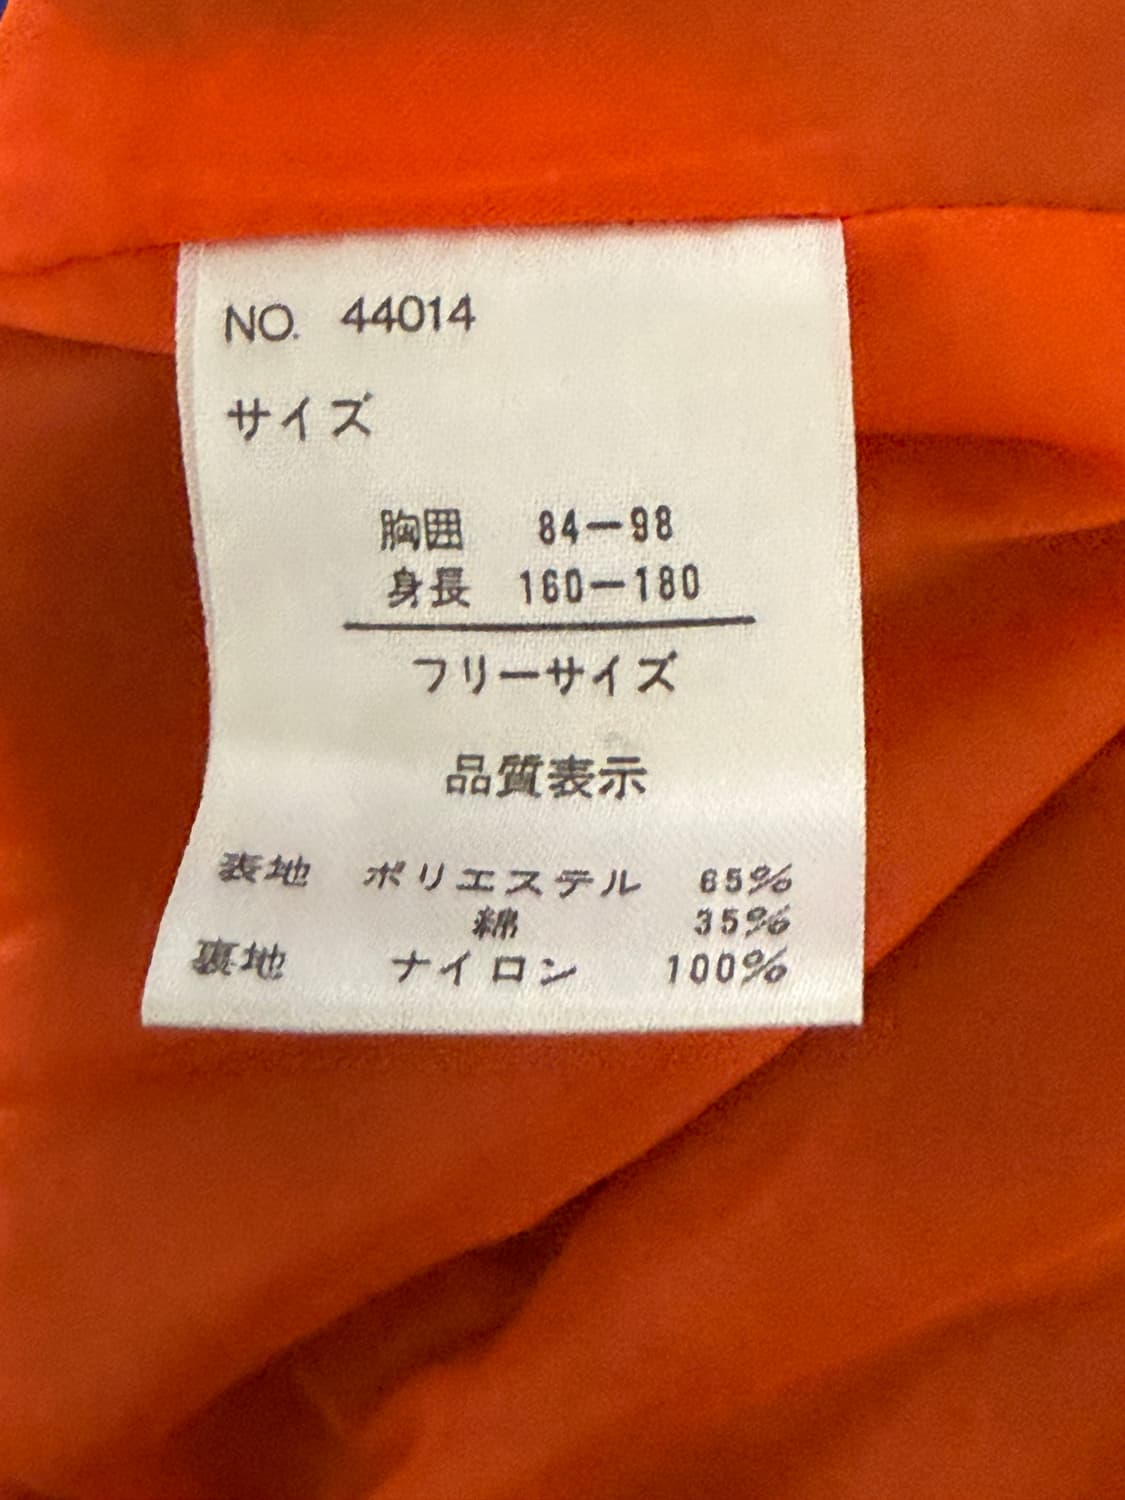 NO. 44014
サイズ
胸囲 84－98
身長 160－180
フリーサイズ
品質表示
表地 ポリエステル 65%
綿 35%
裏地 ナイロン 100%